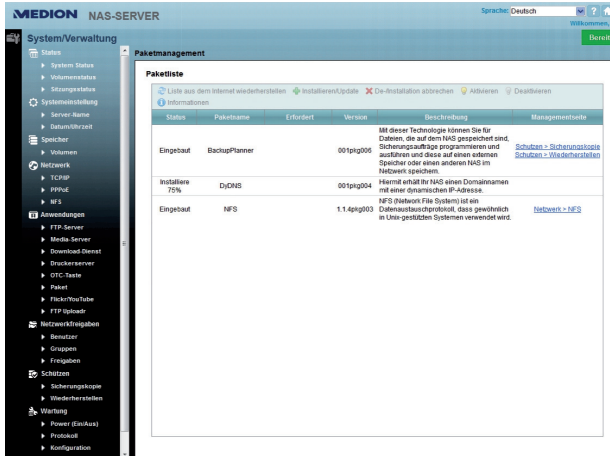 MEDION NAS-SERVER
Sprache: Deutsch
?
Willkommen,
System/Verwaltung
Bereit
Status
System Status
Volumenstatus
Sitzungsstatus
Systemeinstellung
Server-Name
Datum/Uhrzeit
Speicher
Volumen
Netzwerk
TCP/IP
PPPoE
NFS
Anwendungen
FTP-Server
Media-Server
Download-Dienst
Druckerserver
OTC-Taste
Paket
Flickr/YouTube
FTP Uploadr
Netzwerkfreigaben
Benutzer
Gruppen
Freigaben
Schützen
Sicherungskopie
Wiederherstellen
Wartung
Power (Ein/Aus)
Protokoll
Konfiguration
Paketmanagement
Paketliste
Liste aus dem Internet wiederherstellen Installieren/Update De-Installation abbrechen Aktivieren Deaktivieren
Informationen
Status Paketname Erfordert Version Beschreibung Managementseite
Eingebaut BackupPlanner 001pkg006
Mit dieser Technologie können Sie für
Dateien, die auf dem NAS gespeichert sind,
Sicherungsaufträge programmieren und
ausführen und diese auf einen externen
Speicher oder einen anderen NAS im
Netzwerk speichern.
Schutzen > Sicherungskopie
Schutzen > Wiederherstellen
Installiere
75%
DyDNS 001pkg004
Hiermit erhält Ihr NAS einen Domainnamen
mit einer dynamischen IP-Adresse.
Eingebaut NFS 1.1.4pkg003
NFS (Network File System) ist ein
Datenaustauschprotokoll, dass gewöhnlich
in Unix-gestützten Systemen verwendet wird.
Netzwerk > NFS